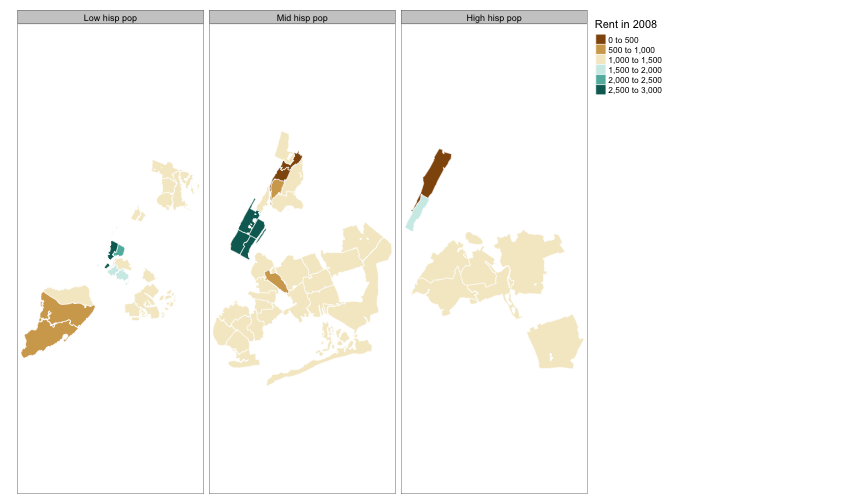 Low hisp pop
Mid hisp pop
High hisp pop
Rent in 2008
0 to 500
500 to 1,000
1,000 to 1,500
1,500 to 2,000
2,000 to 2,500
2,500 to 3,000